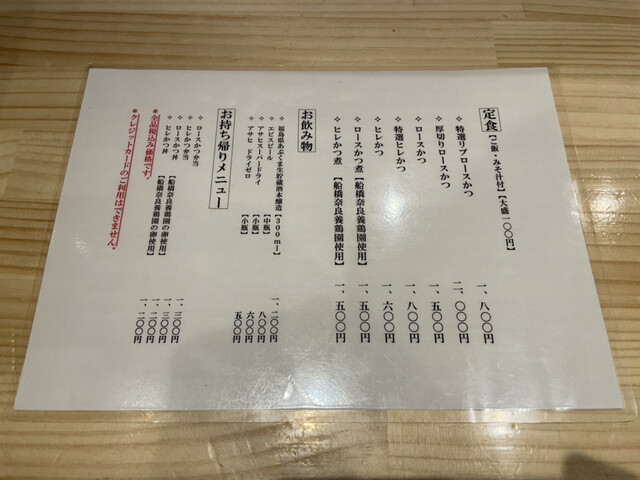 定食【ご飯・みそ汁付】【大盛一〇〇円】
❖ 特選リブロースかつ 一、八〇〇円
❖ 厚切りロースかつ 二、〇〇〇円
❖ ロースかつ 一、五〇〇円
❖ 特選ヒレかつ 一、八〇〇円
❖ ヒレかつ 一、六〇〇円
❖ ロースかつ煮【船橋奈良養鶏園使用】 一、五〇〇円
❖ ヒレかつ煮【船橋奈良養鶏園使用】 一、五〇〇円
お飲み物
❖ 福島県あぶくま生貯蔵酒本醸造【300ml】 一、二〇〇円
❖ エビスビール【中瓶】 八〇〇円
❖ アサヒスーパードライ【小瓶】 六〇〇円
❖ アサヒ ドライゼロ【小瓶】 五〇〇円
お持ち帰りメニュー
❖ ロースかつ弁当 一、三〇〇円
❖ ヒレかつ弁当 一、三〇〇円
❖ ロースかつ丼【船橋奈良養鶏園の卵使用】 一、二〇〇円
❖ ヒレかつ丼【船橋奈良養鶏園の卵使用】 一、二〇〇円
*全品税込み価格です。
*クレジットカードのご利用はできません。